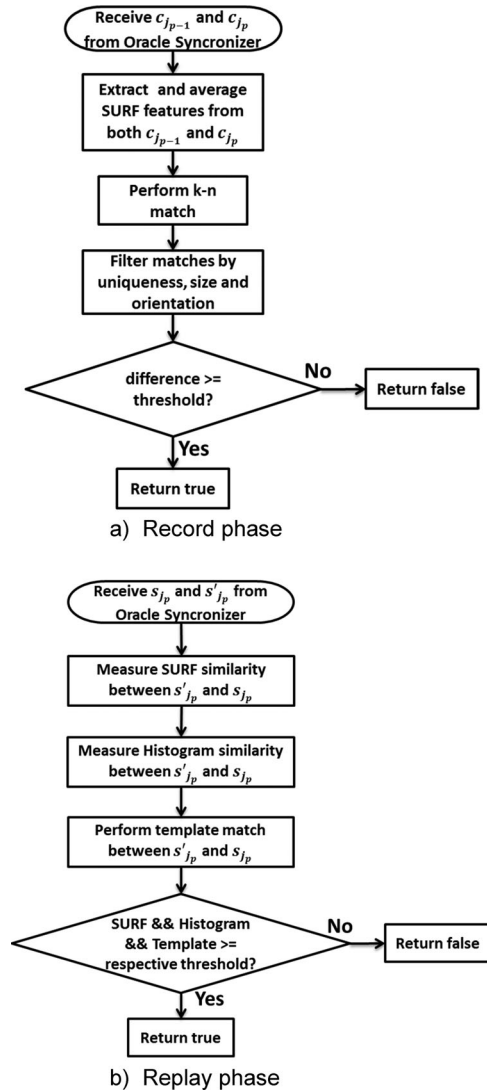 Receive c_{j_{p-1}} and c_{j_p}
from Oracle Syncronizer
Extract and average
SURF features from
both c_{j_{p-1}} and c_{j_p}
Perform k-n
match
Filter matches by
uniqueness, size and
orientation
difference >=
threshold?
No
Return false
Yes
Return true
a) Record phase
Receive s_{j_p} and s'_{j_p} from
Oracle Syncronizer
Measure SURF similarity
between s'_{j_p} and s_{j_p}
Measure Histogram similarity
between s'_{j_p} and s_{j_p}
Perform template match
between s'_{j_p} and s_{j_p}
SURF && Histogram
&& Template >=
respective threshold?
No
Return false
Yes
Return true
b) Replay phase